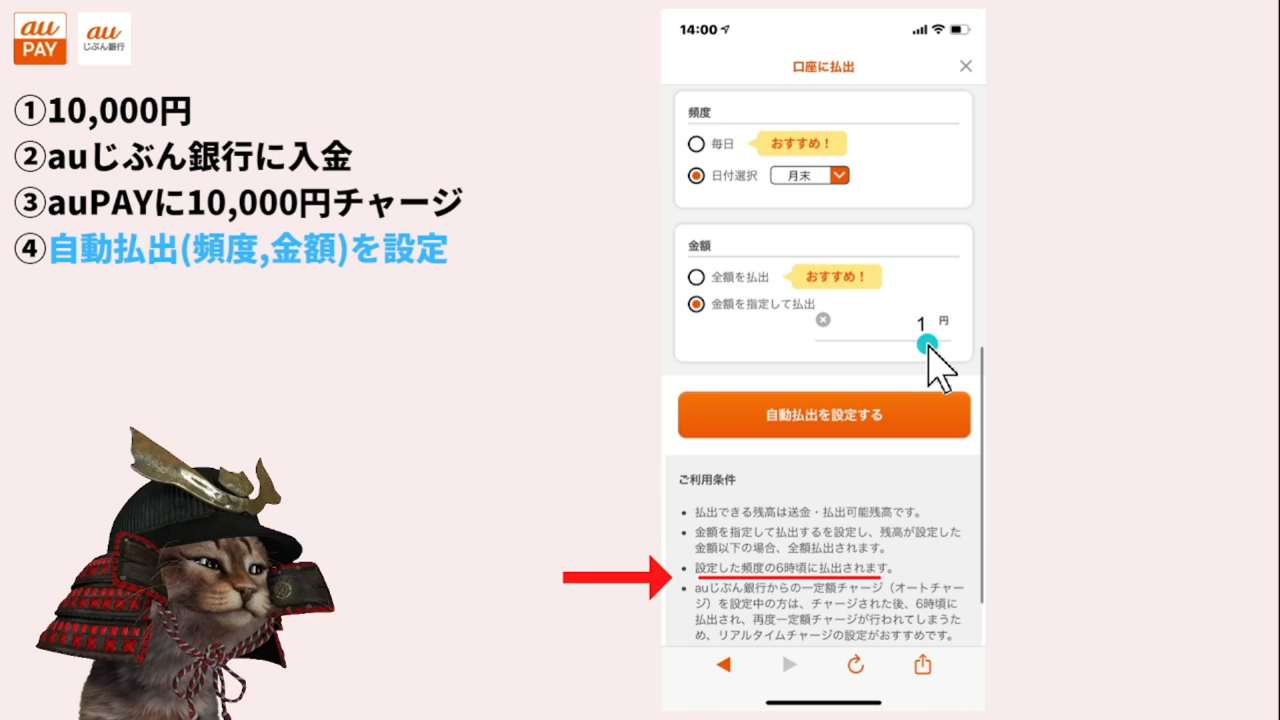 au
PAY
au
じぶん銀行
①10,000円
②auじぶん銀行に入金
③auPAYに10,000円チャージ
④自動払出(頻度,金額)を設定
14:00
口座に払出
頻度
毎日
おすすめ！
日付選択
月末
金額
全額を払出
おすすめ！
金額を指定して払出
1 円
自動払出を設定する
ご利用条件
• 払出できる残高は送金・払出可能残高です。
• 金額を指定して払出するを設定し、残高が設定した
金額以下の場合、全額払出されます。
• 設定した頻度の6時頃に払出されます。
• auじぶん銀行からの一定額チャージ（オートチャー
ジ）を設定中の方は、チャージされた後、6時頃に
払出され、再度一定額チャージが行われてしまうた
め、リアルタイムチャージの設定がおすすめです。